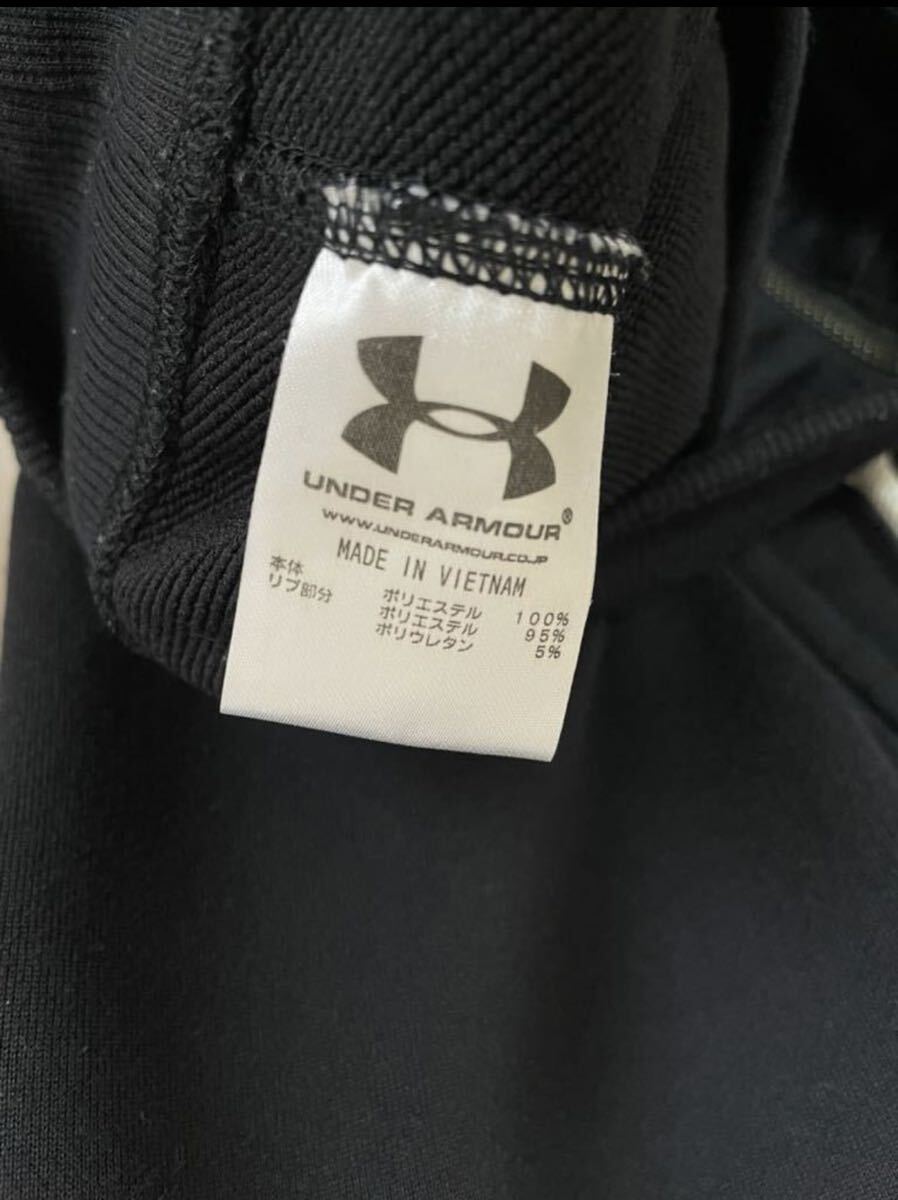 UNDER ARMOUR®
WWW.UNDERARMOUR.CO.JP
MADE IN VIETNAM
本体 ポリエステル 100%
リブ部分 ポリエステル 95%
ポリウレタン 5%